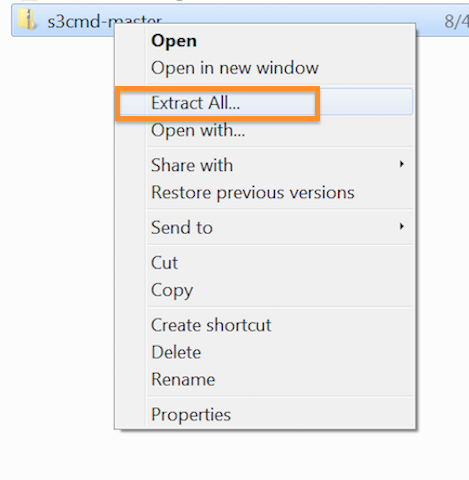 s3cmd-master
8/4
Open
Open in new window
Extract All...
Open with...
Share with
Restore previous versions
Send to
Cut
Copy
Create shortcut
Delete
Rename
Properties